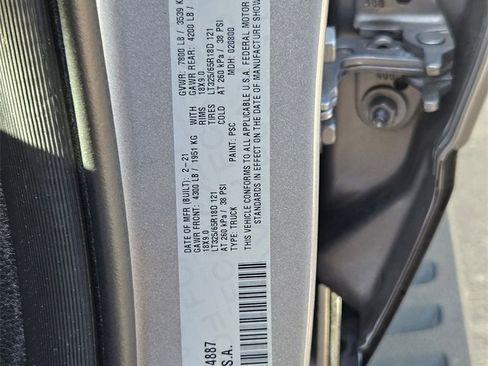 DATE OF MFR (BUILT): 2-21 GVWR: 7800 LB / 3539 K
GAWR FRONT: 4300 LB / 1951 KG WITH GAWR REAR: 4200 LB /
18X9.0 RIMS 18X9.0
LT325/65R18D 121 TIRES LT325/65R18D 121
AT 260 kPa / 38 PSI COLD AT 260 kPa / 38 PSI
TYPE: TRUCK MDH: 020800
PAINT: PSC
THIS VEHICLE CONFORMS TO ALL APPLICABLE U.S.A. FEDERAL MOTOR
STANDARDS IN EFFECT ON THE DATE OF MANUFACTURE SHOW
4887
S.A.